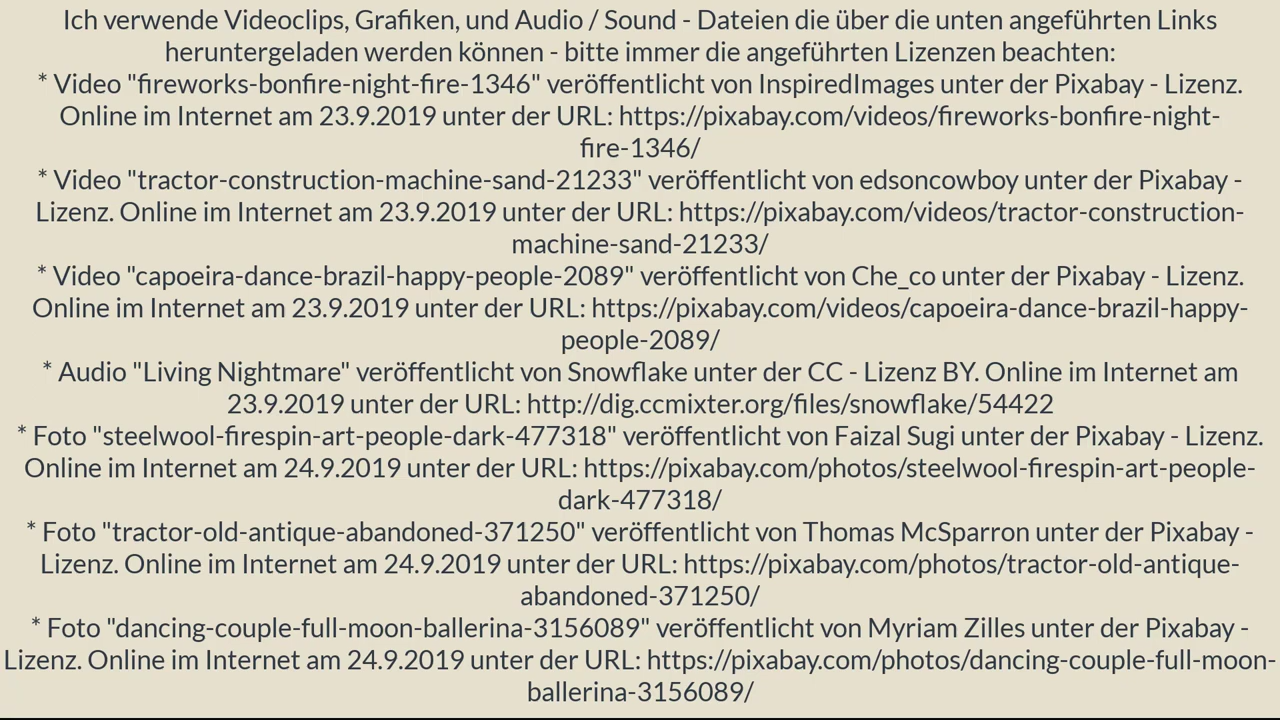 Ich verwende Videoclips, Grafiken, und Audio / Sound - Dateien die über die unten angeführten Links
heruntergeladen werden können - bitte immer die angeführten Lizenzen beachten:
* Video "fireworks-bonfire-night-fire-1346" veröffentlicht von InspiredImages unter der Pixabay - Lizenz.
Online im Internet am 23.9.2019 unter der URL: https://pixabay.com/videos/fireworks-bonfire-night-
fire-1346/
* Video "tractor-construction-machine-sand-21233" veröffentlicht von edsoncowboy unter der Pixabay -
Lizenz. Online im Internet am 23.9.2019 unter der URL: https://pixabay.com/videos/tractor-construction-
machine-sand-21233/
* Video "capoeira-dance-brazil-happy-people-2089" veröffentlicht von Che_co unter der Pixabay - Lizenz.
Online im Internet am 23.9.2019 unter der URL: https://pixabay.com/videos/capoeira-dance-brazil-happy-
people-2089/
* Audio "Living Nightmare" veröffentlicht von Snowflake unter der CC - Lizenz BY. Online im Internet am
23.9.2019 unter der URL: http://dig.ccmixter.org/files/snowflake/54422
* Foto "steelwool-firespin-art-people-dark-477318" veröffentlicht von Faizal Sugi unter der Pixabay - Lizenz.
Online im Internet am 24.9.2019 unter der URL: https://pixabay.com/photos/steelwool-firespin-art-people-
dark-477318/
* Foto "tractor-old-antique-abandoned-371250" veröffentlicht von Thomas McSparron unter der Pixabay -
Lizenz. Online im Internet am 24.9.2019 unter der URL: https://pixabay.com/photos/tractor-old-antique-
abandoned-371250/
* Foto "dancing-couple-full-moon-ballerina-3156089" veröffentlicht von Myriam Zilles unter der Pixabay -
Lizenz. Online im Internet am 24.9.2019 unter der URL: https://pixabay.com/photos/dancing-couple-full-moon-
ballerina-3156089/